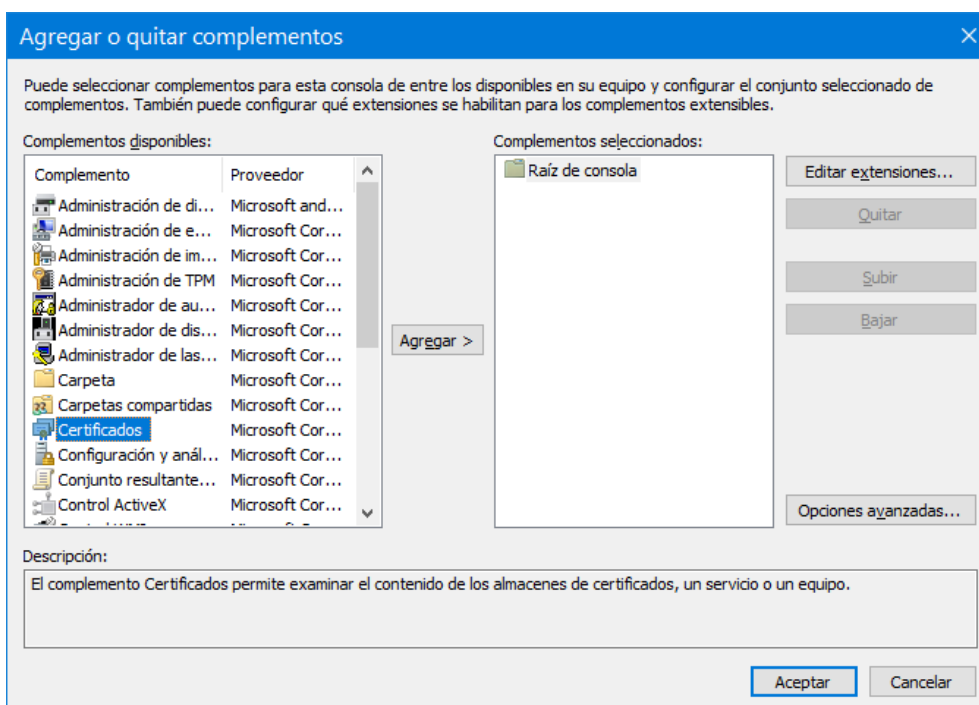 Agregar o quitar complementos
Puede seleccionar complementos para esta consola de entre los disponibles en su equipo y configurar el conjunto seleccionado de
complementos. También puede configurar qué extensiones se habilitan para los complementos extensibles.
Complementos disponibles:
Complemento Proveedor
Administración de di... Microsoft and...
Administración de e... Microsoft Cor...
Administración de im... Microsoft Cor...
Administración de TPM Microsoft Cor...
Administrador de au... Microsoft Cor...
Administrador de dis... Microsoft Cor...
Administrador de las... Microsoft Cor...
Carpeta Microsoft Cor...
Carpetas compartidas Microsoft Cor...
Certificados Microsoft Cor...
Configuración y anál... Microsoft Cor...
Conjunto resultante... Microsoft Cor...
Control ActiveX Microsoft Cor...
Agregar >
Complementos seleccionados:
Raíz de consola
Editar extensiones...
Quitar
Subir
Bajar
Opciones avanzadas...
Descripción:
El complemento Certificados permite examinar el contenido de los almacenes de certificados, un servicio o un equipo.
Aceptar Cancelar